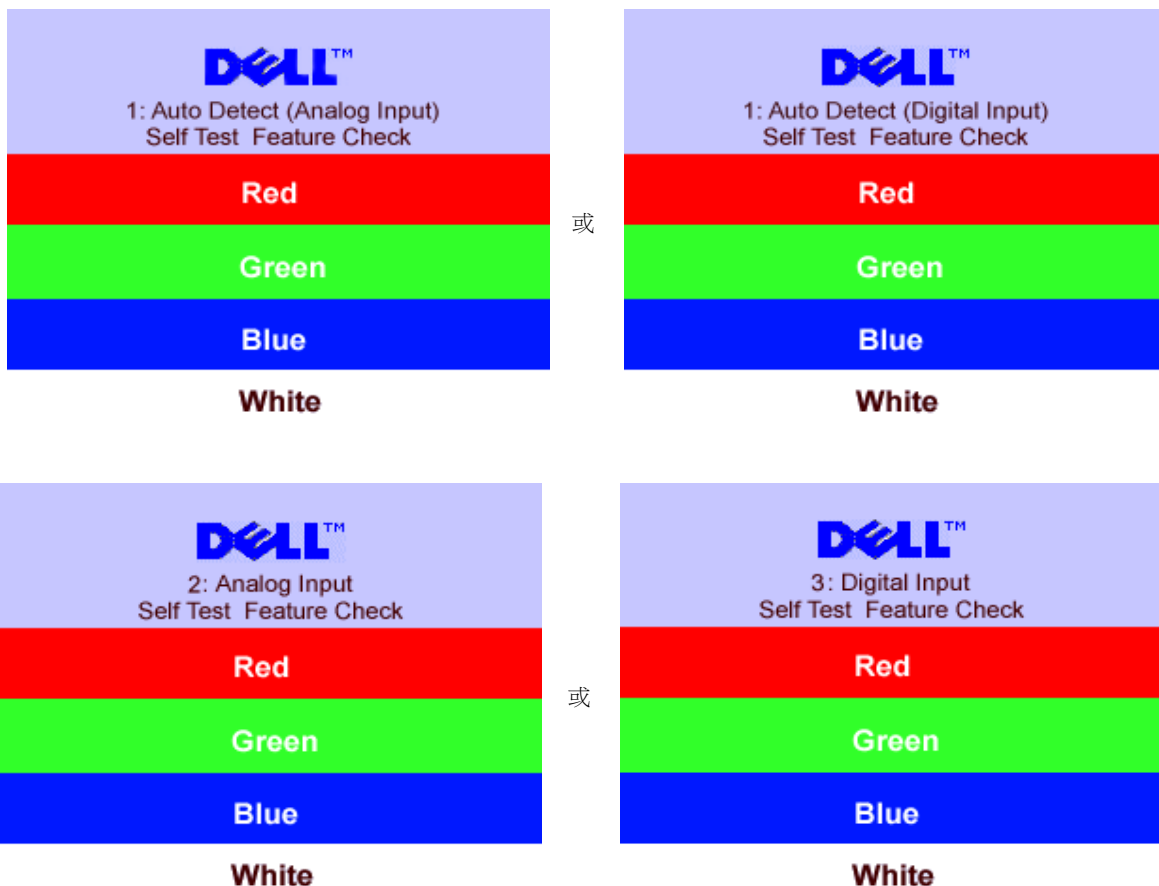 DELL™
1: Auto Detect (Analog Input)
Self Test Feature Check
Red
Green
Blue
White
或
DELL™
1: Auto Detect (Digital Input)
Self Test Feature Check
Red
Green
Blue
White
DELL™
2: Analog Input
Self Test Feature Check
Red
Green
Blue
White
或
DELL™
3: Digital Input
Self Test Feature Check
Red
Green
Blue
White